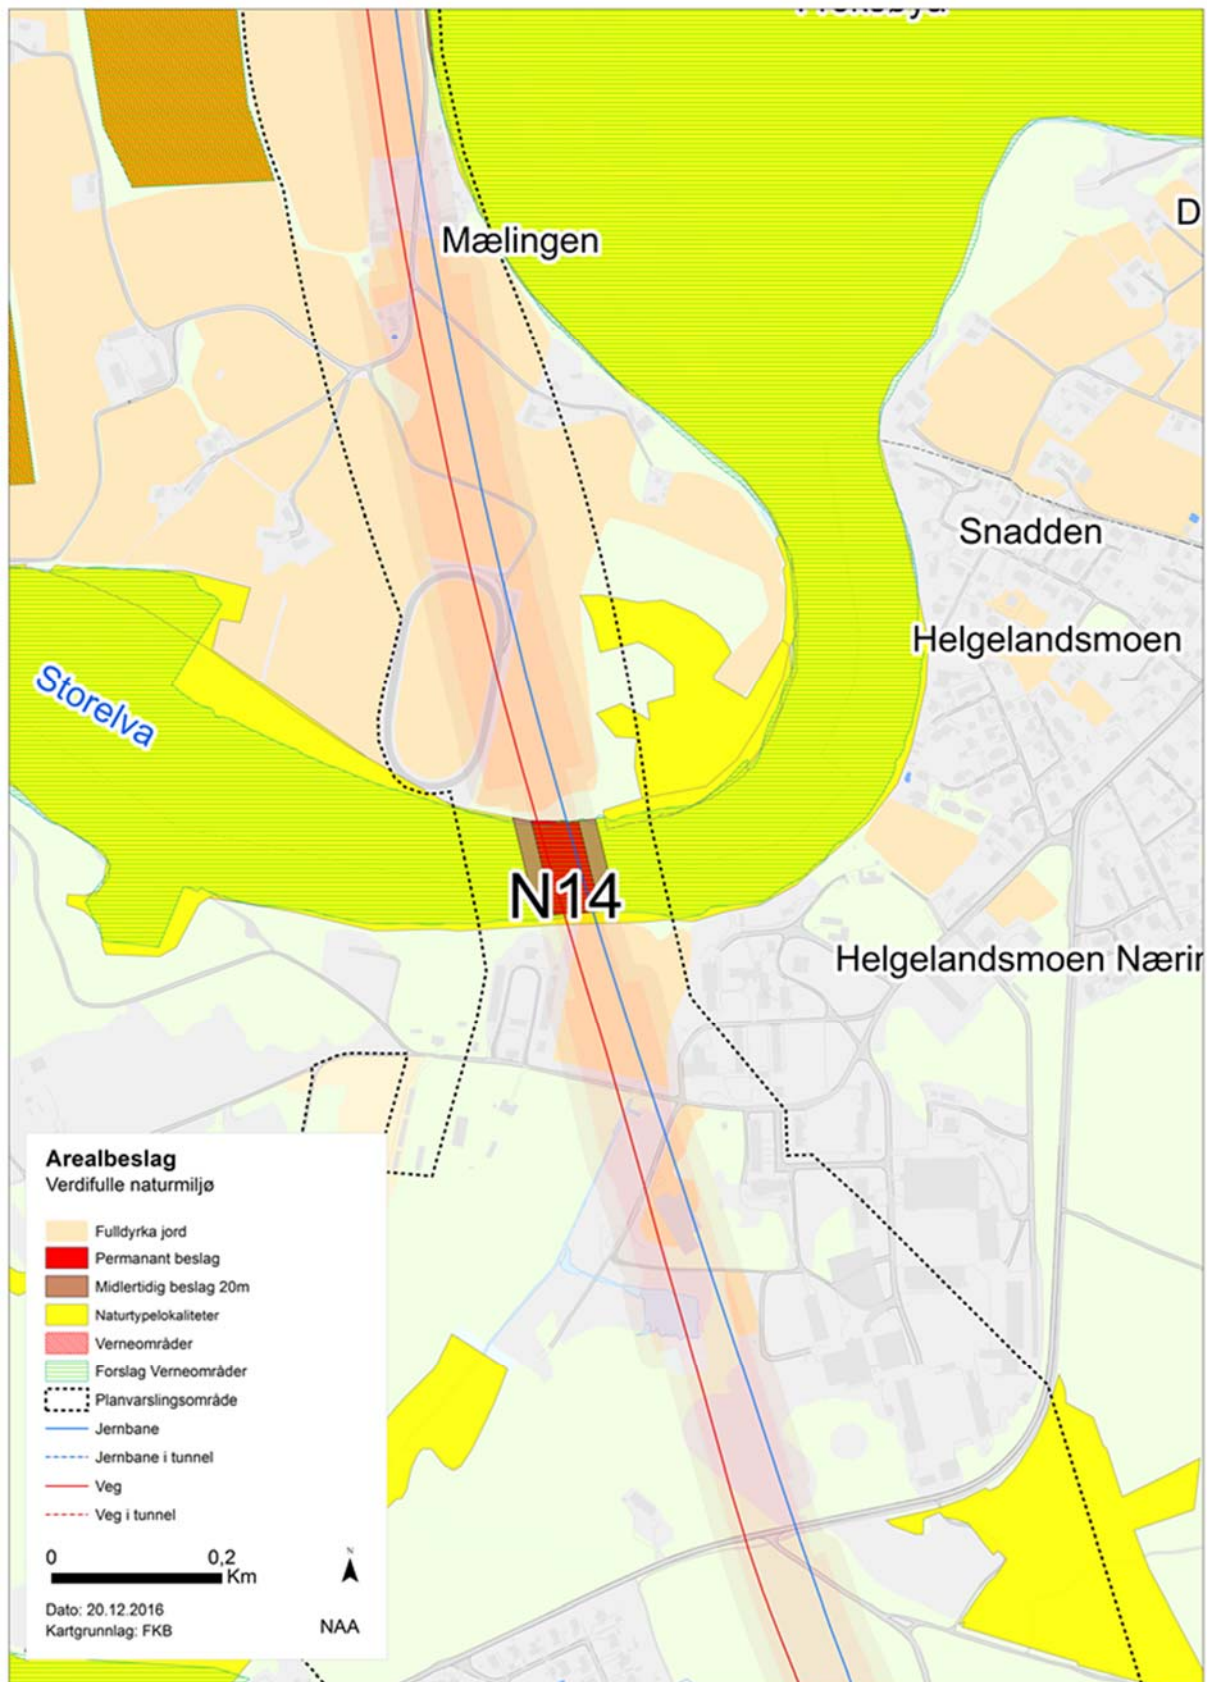 Mælingen
D
Snadden
Helgelandsmoen
Storelva
N14
Helgelandsmoen Nærin
Arealbeslag
Verdifulle naturmiljø
Fulldyrka jord
Permanant beslag
Midlertidig beslag 20m
Naturtypelokaliteter
Verneområder
Forslag Verneområder
Planvarslingsområde
Jernbane
Jernbane i tunnel
Veg
Veg i tunnel
0 0,2
Km
N
Dato: 20.12.2016
Kartgrunnlag: FKB
NAA